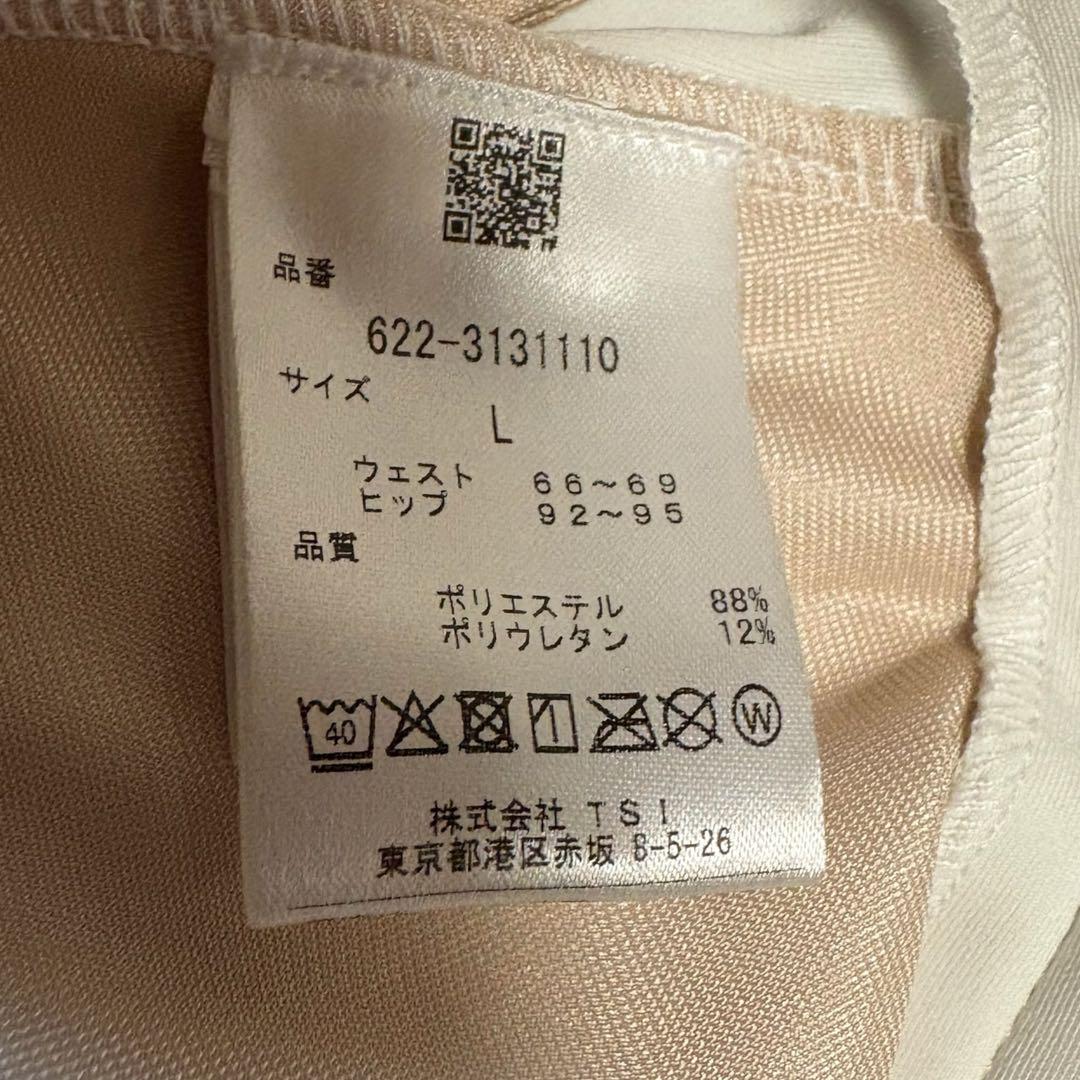 品番
622-3131110
サイズ
L
ウェスト 66～69
ヒップ 92～95
品質
ポリエステル 88%
ポリウレタン 12%
40 W
株式会社 TSI
東京都港区赤坂 8-5-26